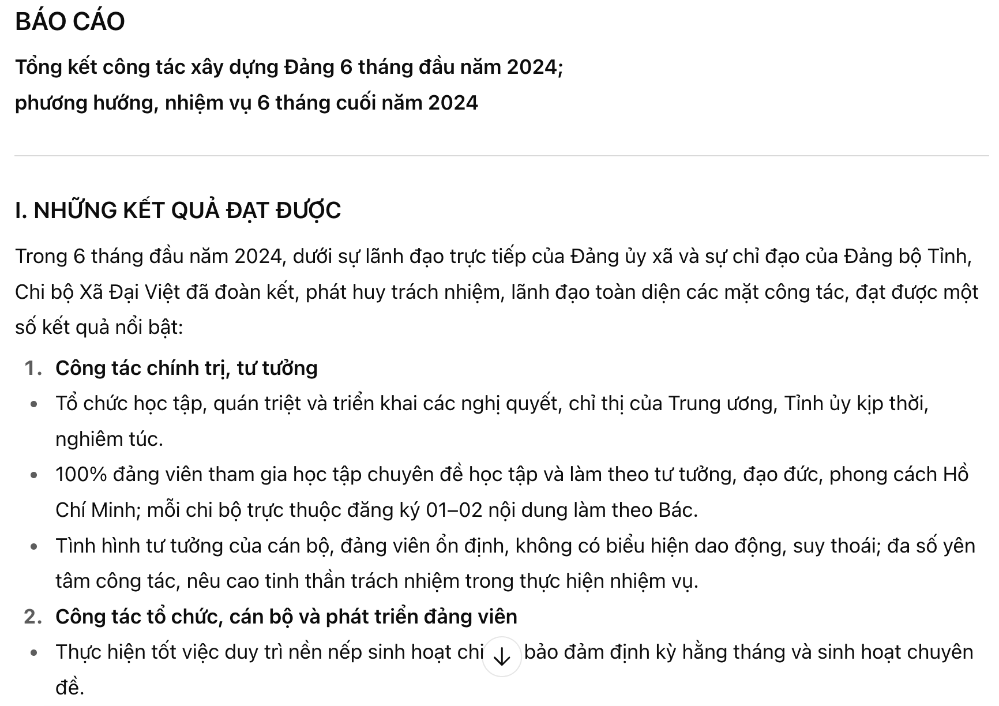 BÁO CÁO
Tổng kết công tác xây dựng Đảng 6 tháng đầu năm 2024;
phương hướng, nhiệm vụ 6 tháng cuối năm 2024
I. NHỮNG KẾT QUẢ ĐẠT ĐƯỢC
Trong 6 tháng đầu năm 2024, dưới sự lãnh đạo trực tiếp của Đảng ủy xã và sự chỉ đạo của Đảng bộ Tỉnh,
Chi bộ Xã Đại Việt đã đoàn kết, phát huy trách nhiệm, lãnh đạo toàn diện các mặt công tác, đạt được một
số kết quả nổi bật:
1. Công tác chính trị, tư tưởng
• Tổ chức học tập, quán triệt và triển khai các nghị quyết, chỉ thị của Trung ương, Tỉnh ủy kịp thời,
nghiêm túc.
• 100% đảng viên tham gia học tập chuyên đề học tập và làm theo tư tưởng, đạo đức, phong cách Hồ
Chí Minh; mỗi chi bộ trực thuộc đăng ký 01–02 nội dung làm theo Bác.
• Tình hình tư tưởng của cán bộ, đảng viên ổn định, không có biểu hiện dao động, suy thoái; đa số yên
tâm công tác, nêu cao tinh thần trách nhiệm trong thực hiện nhiệm vụ.
2. Công tác tổ chức, cán bộ và phát triển đảng viên
• Thực hiện tốt việc duy trì nền nếp sinh hoạt chi bảo đảm định kỳ hằng tháng và sinh hoạt chuyên
đề.